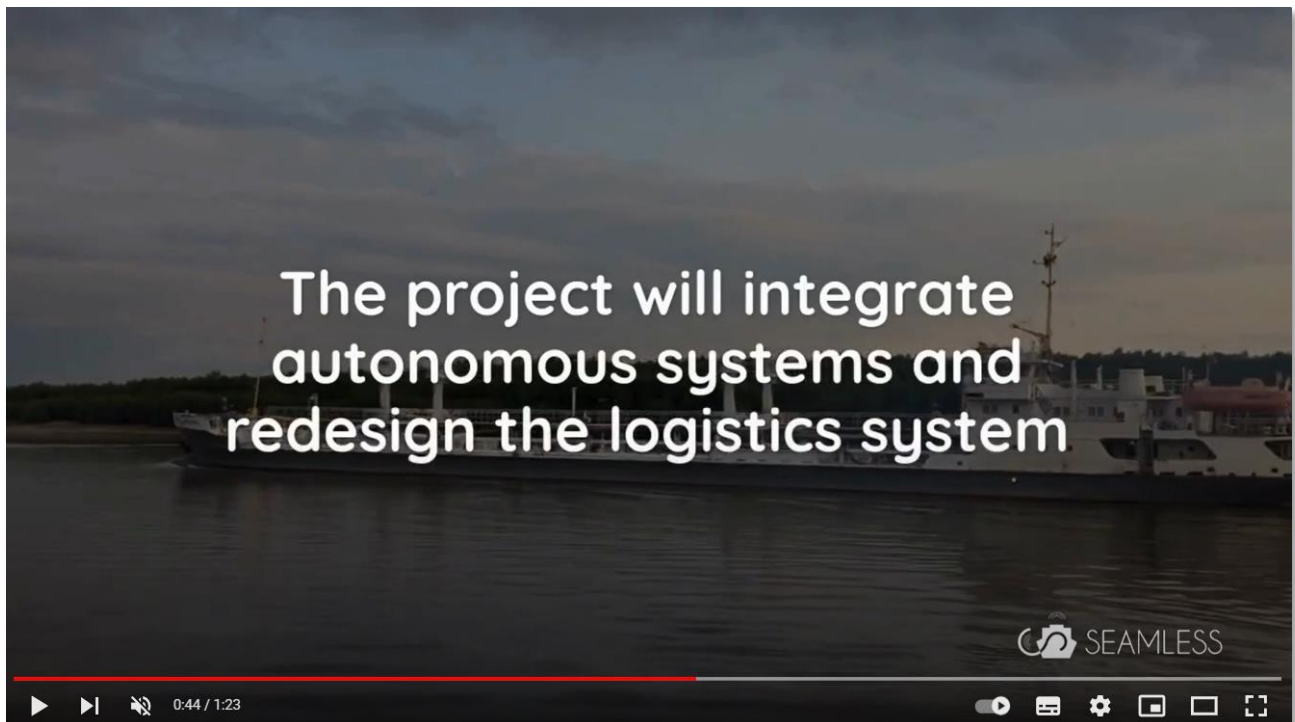 The project will integrate
autonomous systems and
redesign the logistics system
SEAMLESS
0:44 / 1:23